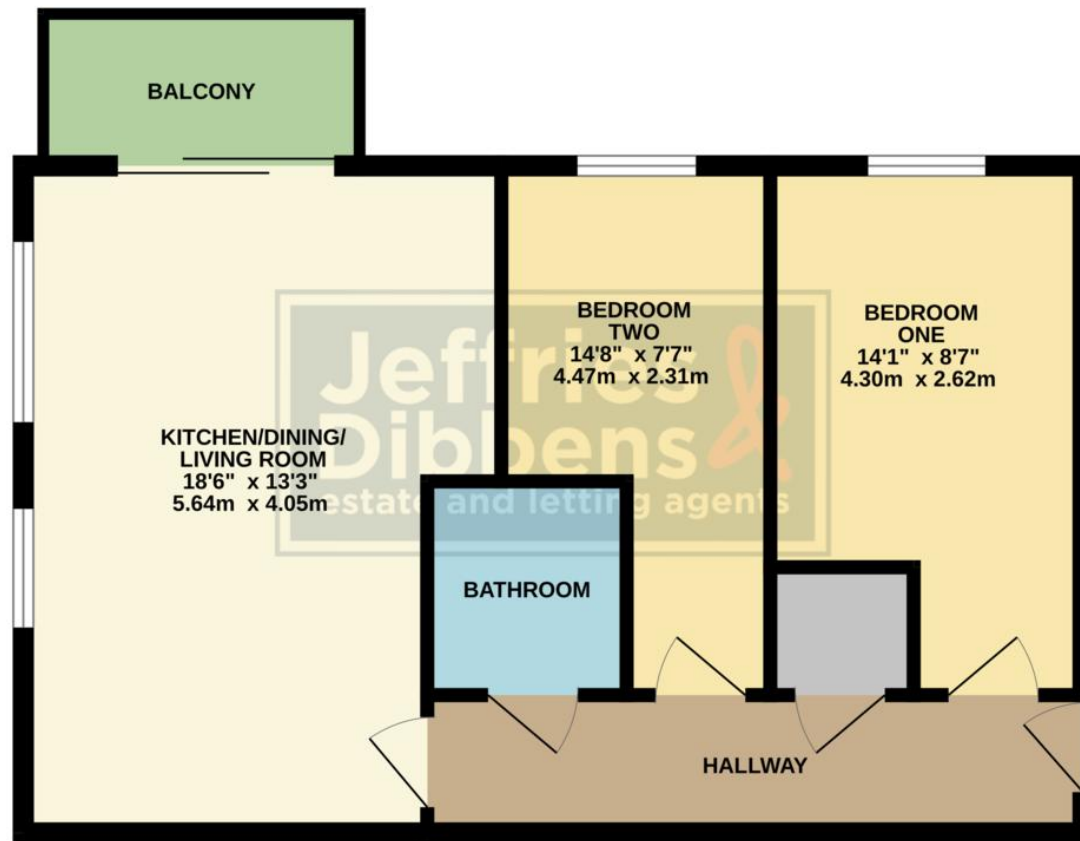 BALCONY
BEDROOM
TWO
14'8" x 7'7"
4.47m x 2.31m
BEDROOM
ONE
14'1" x 8'7"
4.30m x 2.62m
KITCHEN/DINING/
LIVING ROOM
18'6" x 13'3"
5.64m x 4.05m
Jeffries
Dibbens
estate and letting agents
BATHROOM
HALLWAY